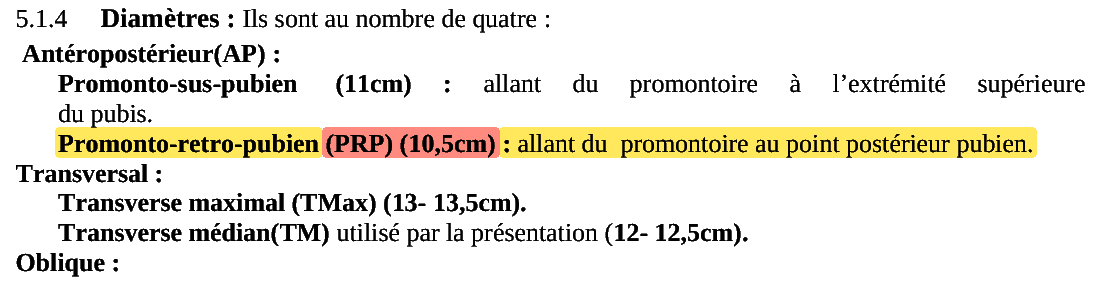 5.1.4 Diamètres : Ils sont au nombre de quatre :
Antéropostérieur(AP) :
Promonto-sus-pubien (11cm) : allant du promontoire à l’extrémité supérieure
du pubis.
Promonto-retro-pubien (PRP) (10,5cm) : allant du promontoire au point postérieur pubien.
Transversal :
Transverse maximal (TMax) (13- 13,5cm).
Transverse médian(TM) utilisé par la présentation (12- 12,5cm).
Oblique :